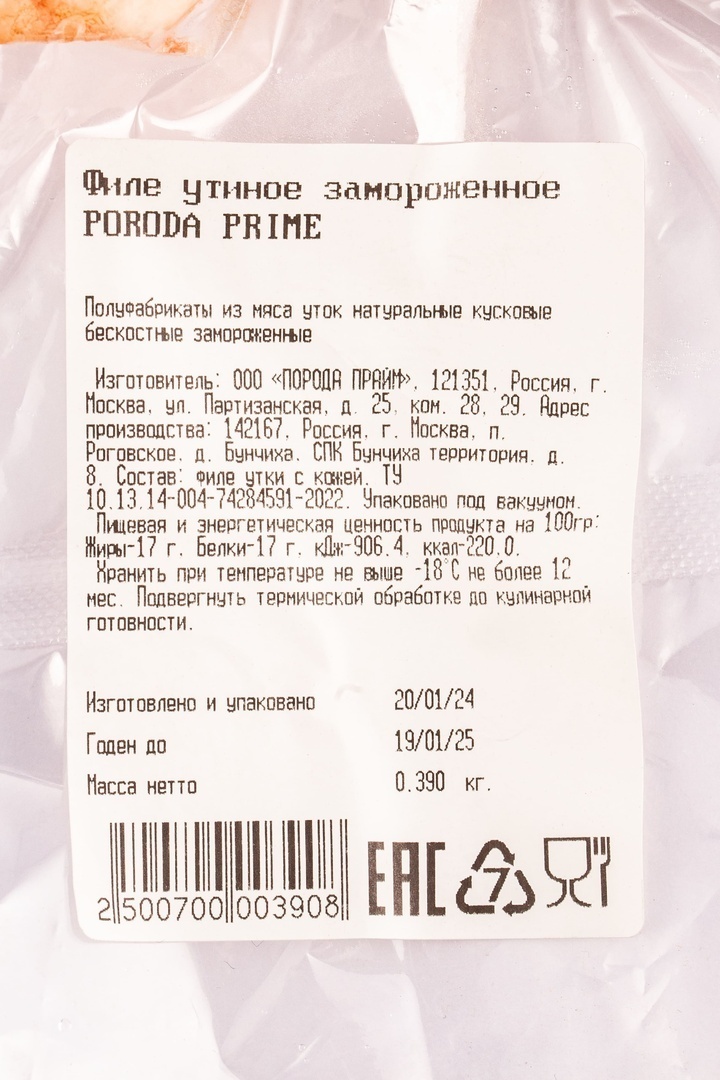 Филе утиное замороженное
PORODA PRIME
Полуфабрикаты из мяса уток натуральные кусковые
бескостные замороженные
Изготовитель: ООО «ПОРОДА ПРАЙМ», 121351, Россия, г.
Москва, ул. Партизанская, д. 25, ком. 28, 29. Адрес
производства: 142167, Россия, г. Москва, п.
Роговское, д. Бунчиха, СПК Бунчиха территория, д.
8. Состав: филе утки с кожей. ТУ
10.13.14-004-74284591-2022. Упаковано под вакуумом.
Пищевая и энергетическая ценность продукта на 100гр:
Жиры-17 г. Белки-17 г. кДж-906.4, ккал-220.0.
Хранить при температуре не выше -18°С не более 12
мес. Подвергнуть термической обработке до кулинарной
готовности.
Изготовлено и упаковано 20/01/24
Годен до 19/01/25
Масса нетто 0.390 кг.
2 500700 003908
EAC 7